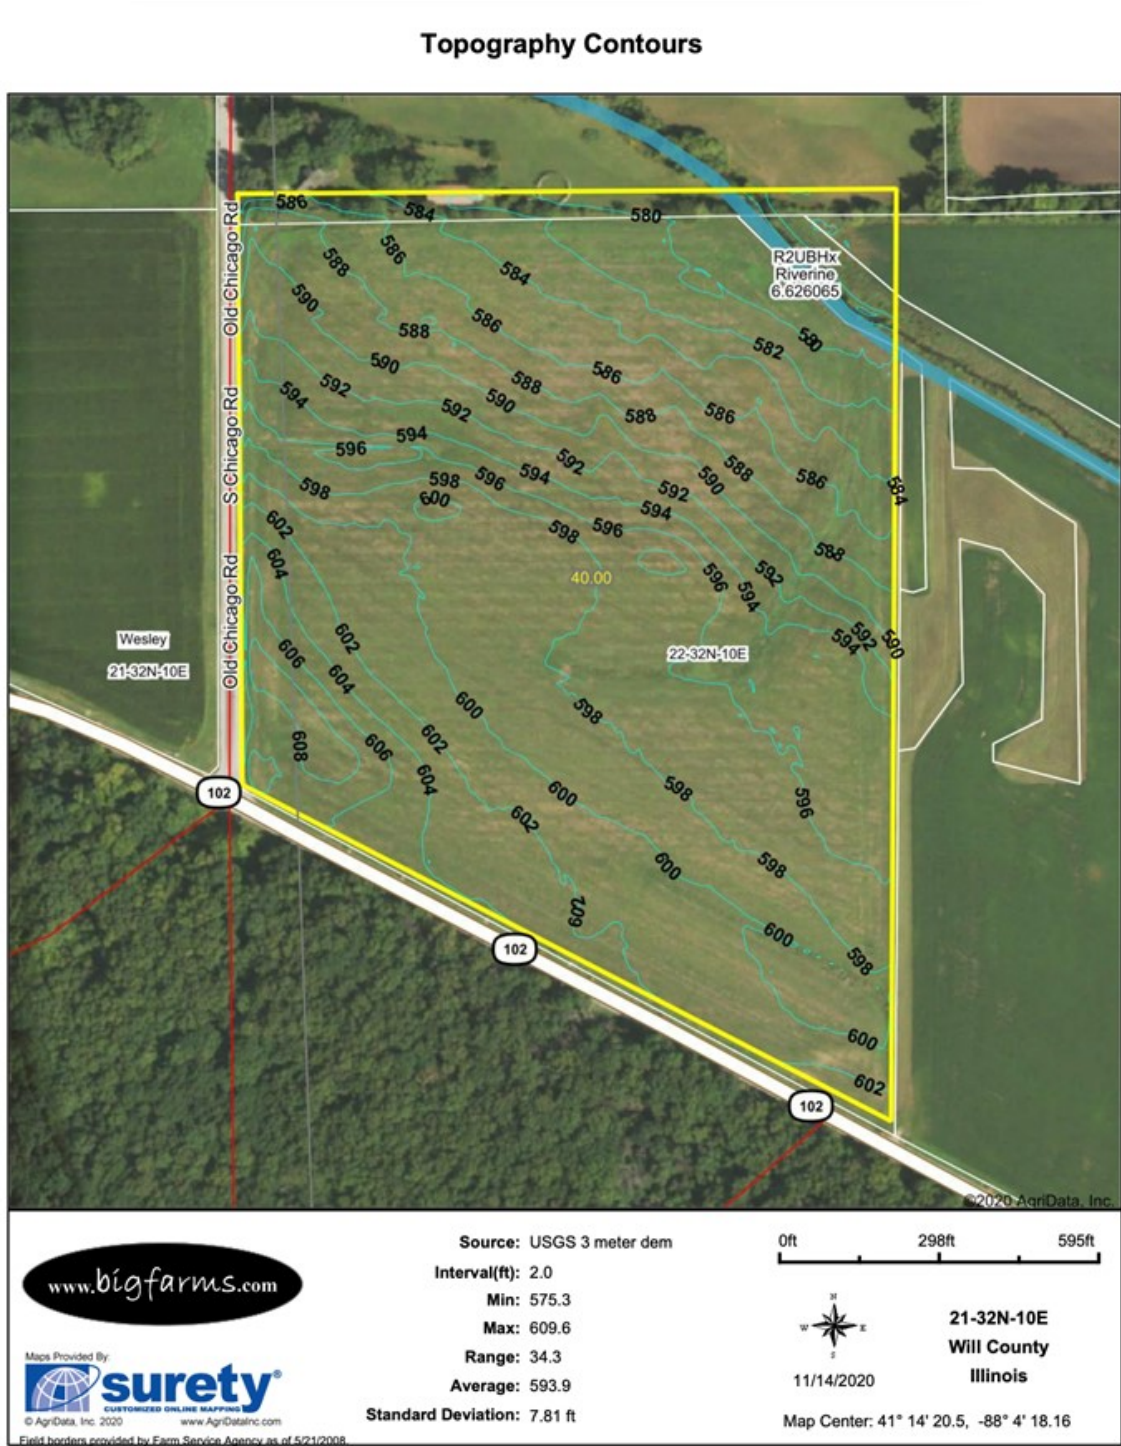 Topography Contours
586
584
580
Old Chicago Rd
586
588
584
R2UBHx
Riverine
6.626065
590
586
588
580
582
590
586
592
588
594
590
592
588
586
S Chicago Rd
594
596
592
588
586
598
598
596
594
590
592
584
600
594
602
598
596
588
604
40.00
596
592
594
Old Chicago Rd
Wesley
21-32N-10E
602
606
604
22-32N-10E
594
592
590
600
598
608
606
602
604
102
600
598
596
602
600
598
602
102
600
598
600
602
102
©2020 AgriData, Inc.
www.bigfarms.com
Maps Provided By:
surety®
CUSTOMIZED ONLINE MAPPING
© AgriData, Inc. 2020 www.AgriDataInc.com
Field borders provided by Farm Service Agency as of 5/21/2008.
Source: USGS 3 meter dem
Interval(ft): 2.0
Min: 575.3
Max: 609.6
Range: 34.3
Average: 593.9
Standard Deviation: 7.81 ft
0ft 298ft 595ft
N
W E
S
11/14/2020
21-32N-10E
Will County
Illinois
Map Center: 41° 14' 20.5, -88° 4' 18.16